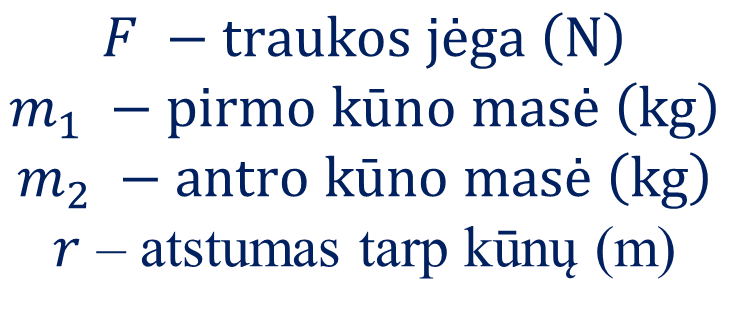 F – traukos jėga (N)
m₁ – pirmo kūno masė (kg)
m₂ – antro kūno masė (kg)
r – atstumas tarp kūnų (m)